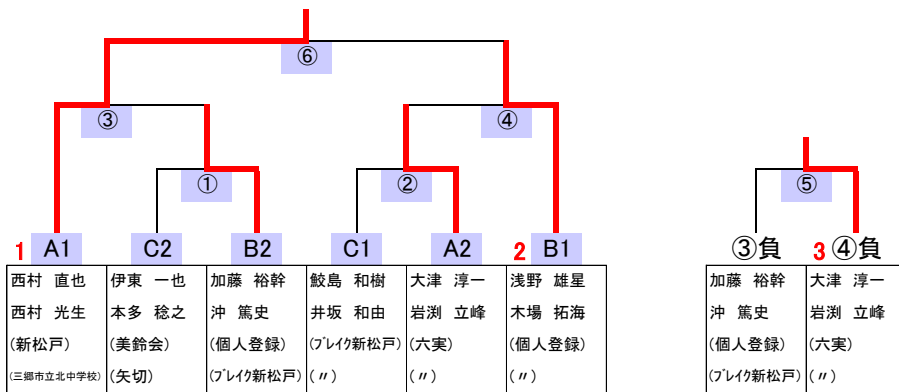 ⑥
③ ④
① ② ⑤
1 A1 C2 B2 C1 A2 2 B1 ③負 3 ④負
西村 直也 伊東 一也 加藤 裕幹 鮫島 和樹 大津 淳一 浅野 雄星 加藤 裕幹 大津 淳一
西村 光生 本多 稔之 沖 篤史 井坂 和由 岩渕 立峰 木場 拓海 沖 篤史 岩渕 立峰
(新松戸) (美鈴会) (個人登録) (ブレイク新松戸) (六実) (個人登録) (個人登録) (六実)
(三郷市立北中学校) (矢切) (ブレイク新松戸) (〃) (〃) (〃) (ブレイク新松戸) (〃)